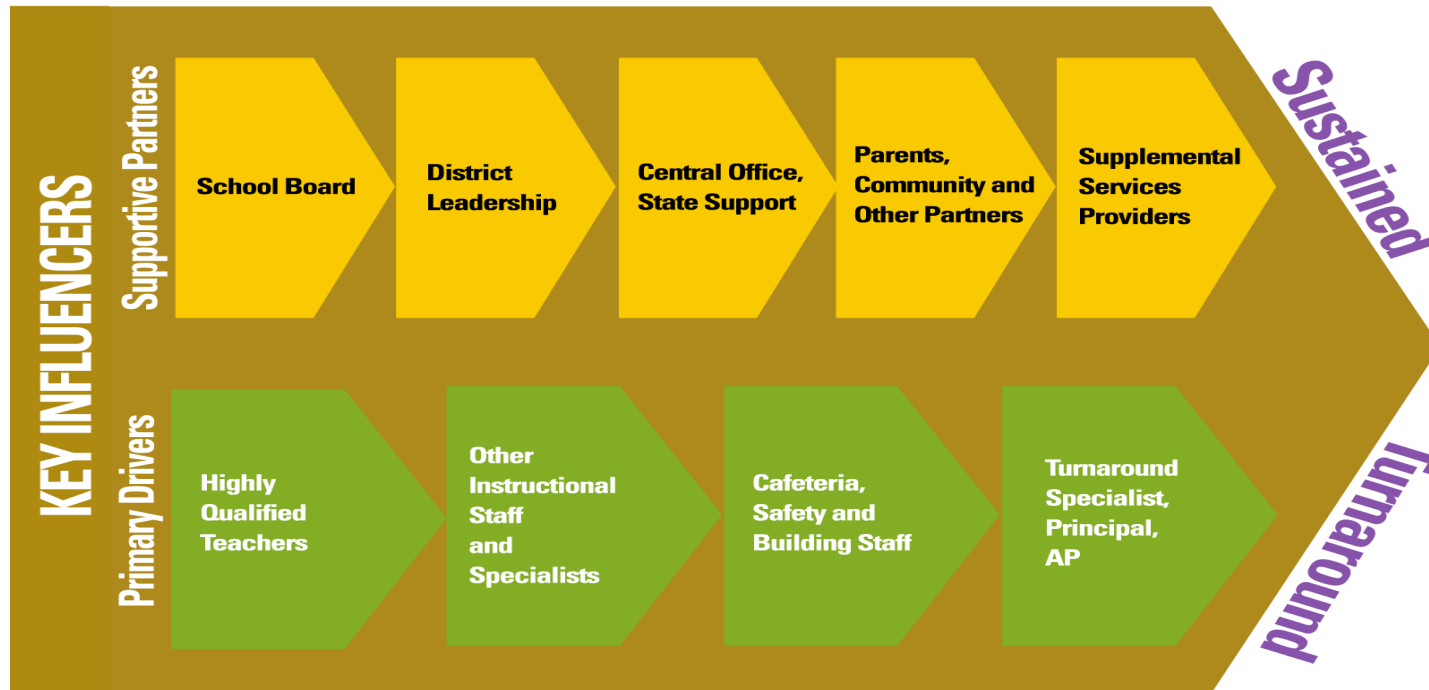 KEY INFLUENCERS
Supportive Partners
School Board
District
Leadership
Central Office,
State Support
Parents,
Community and
Other Partners
Supplemental
Services
Providers
Primary Drivers
Highly
Qualified
Teachers
Other
Instructional
Staff
and
Specialists
Cafeteria,
Safety and
Building Staff
Turnaround
Specialist,
Principal,
AP
Sustained
Turnaround